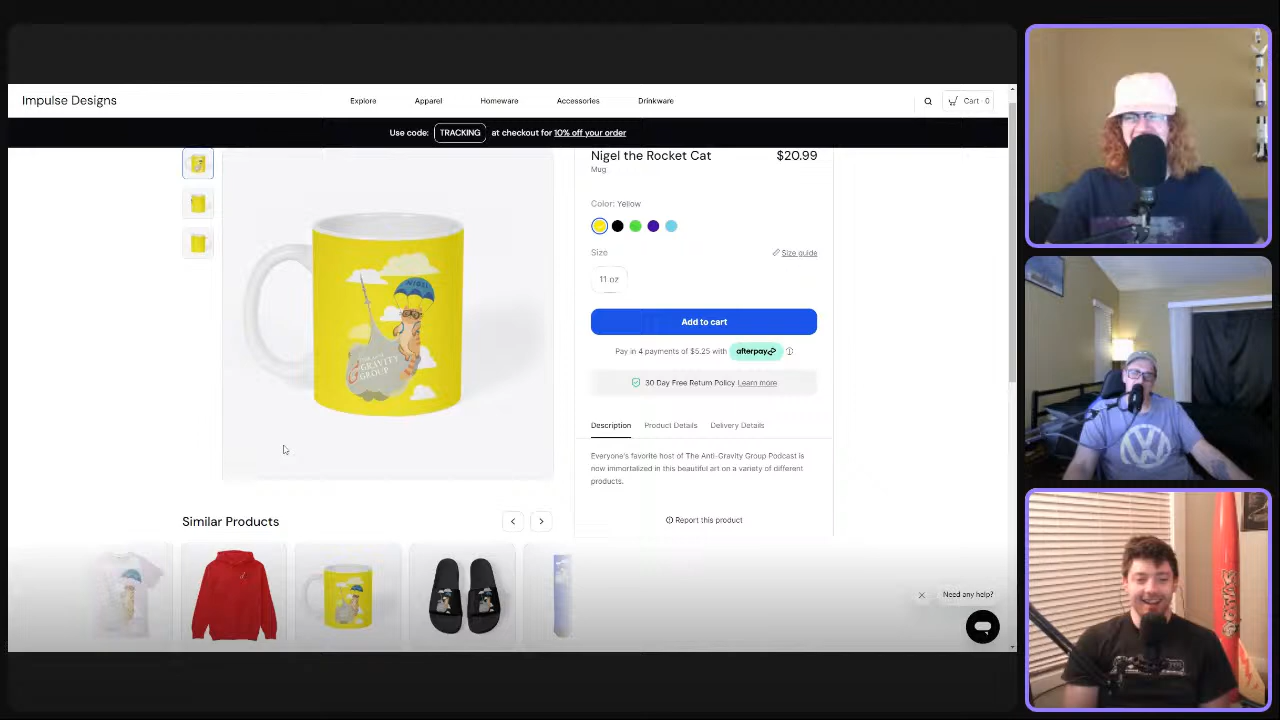 Impulse Designs
Explore
Apparel
Homeware
Accessories
Drinkware
Cart · 0
Use code: TRACKING at checkout for 10% off your order
Nigel the Rocket Cat
$20.99
Mug
Color: Yellow
Size
Size guide
11 oz
Add to cart
Pay in 4 payments of $5.25 with afterpay
30 Day Free Return Policy Learn more
Description
Product Details
Delivery Details
Everyone's favorite host of The Anti-Gravity Group Podcast is
now immortalized in this beautiful art on a variety of different
products.
Report this product
NIGEL
GRAVITY
GROUP
Similar Products
Need any help?